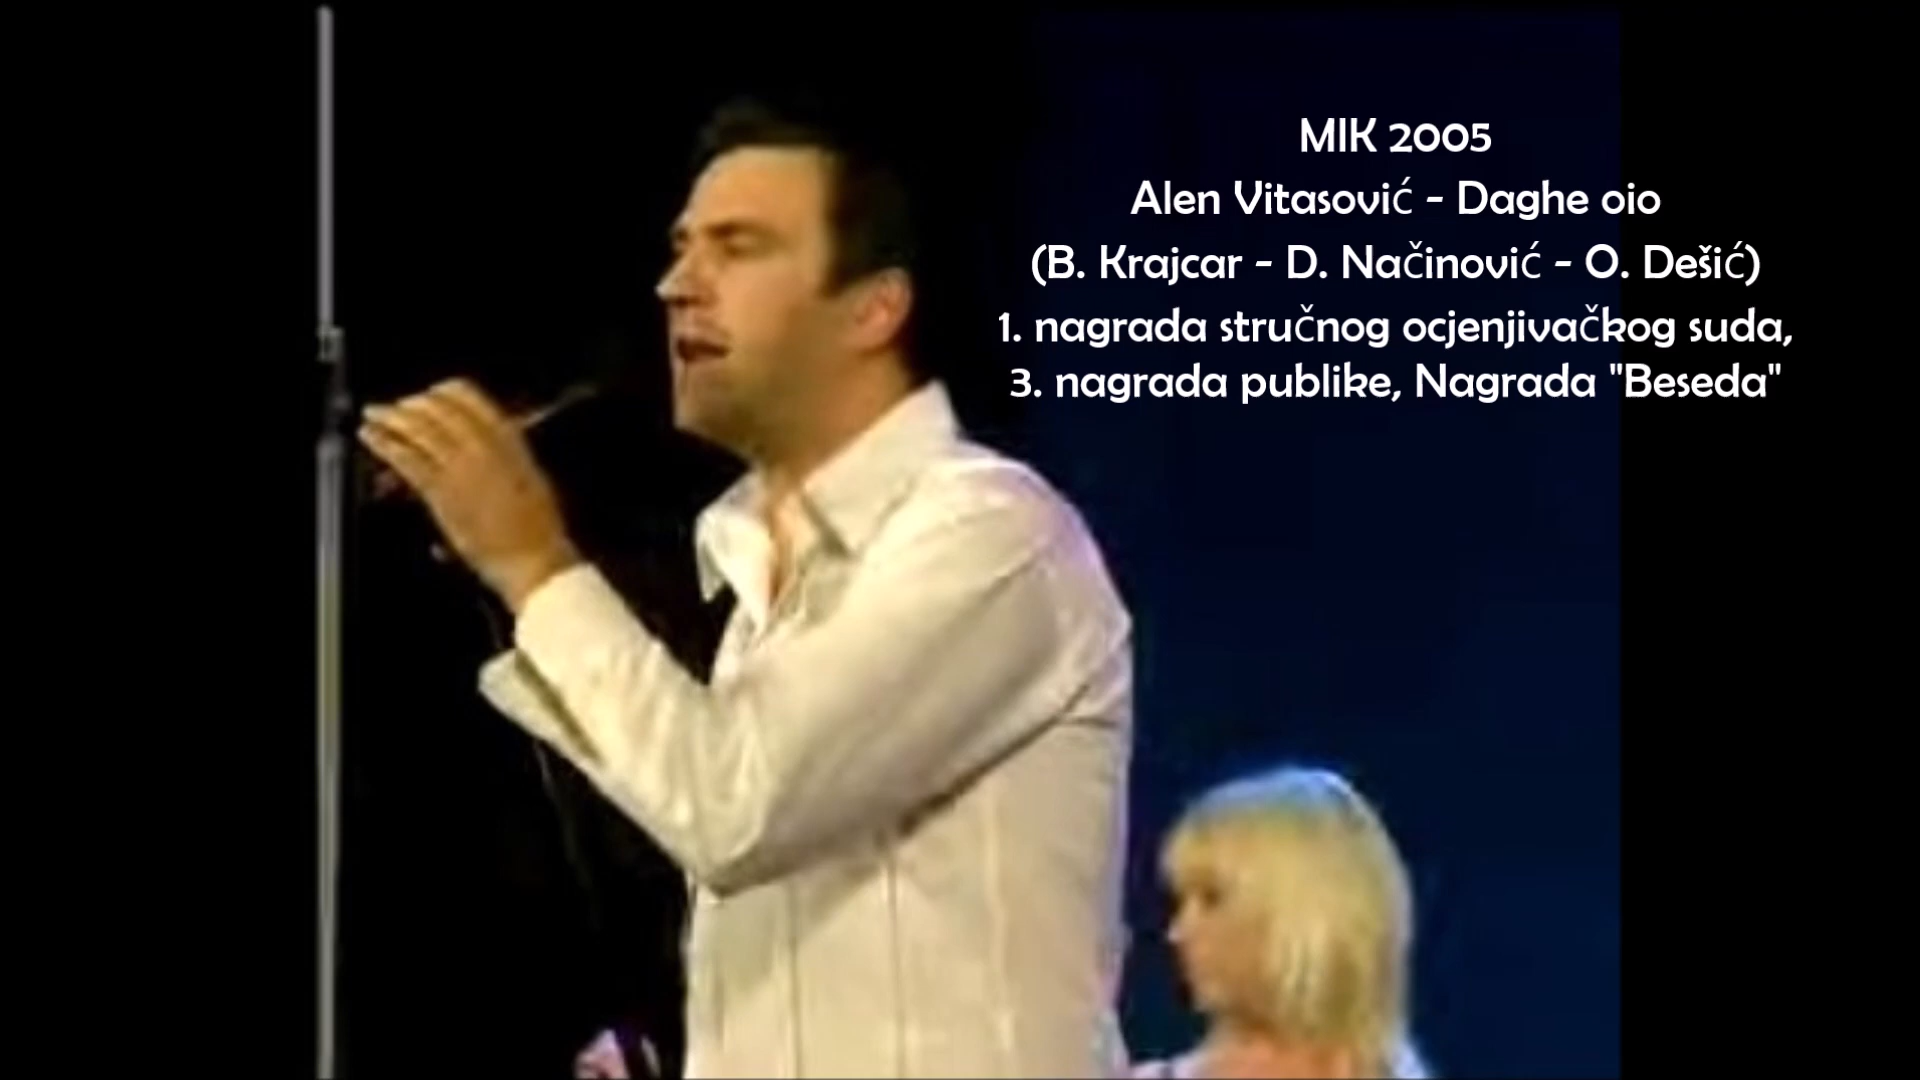 MIK 2005
Alen Vitasović - Daghe oio
(B. Krajcar - D. Načinović - O. Dešić)
1. nagrada stručnog ocjenjivačkog suda,
3. nagrada publike, Nagrada "Beseda"